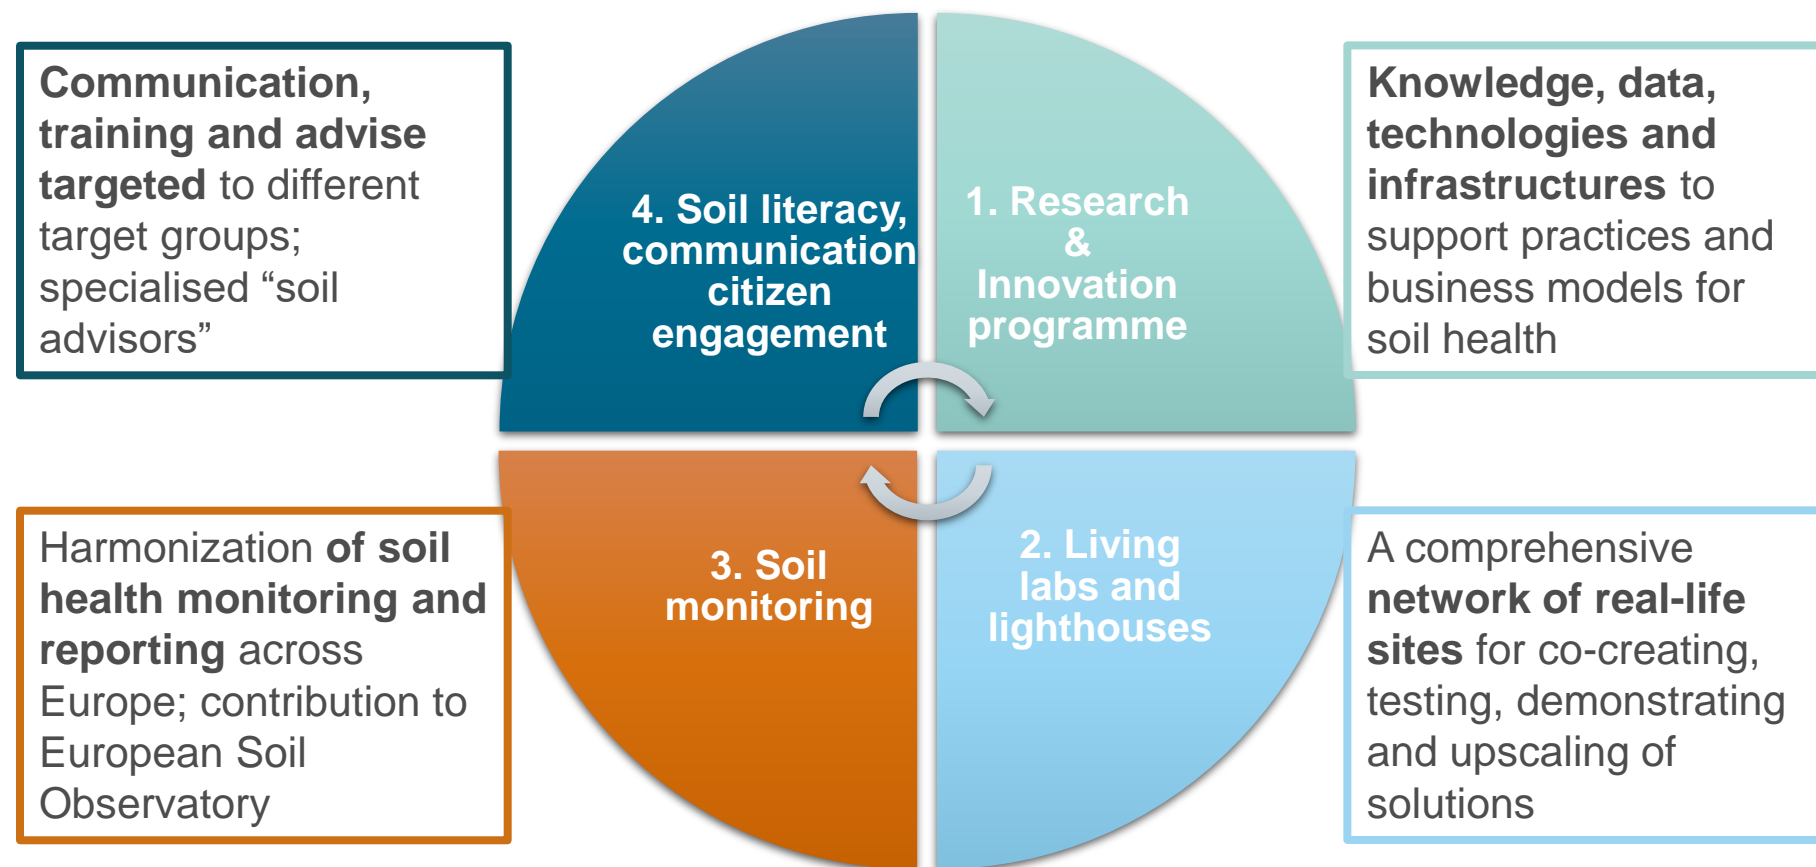 Communication,
training and advise
targeted to different
target groups;
specialised “soil
advisors”
4. Soil literacy,
communication
citizen
engagement
1. Research
&
Innovation
programme
Knowledge, data,
technologies and
infrastructures to
support practices and
business models for
soil health
Harmonization of soil
health monitoring and
reporting across
Europe; contribution to
European Soil
Observatory
3. Soil
monitoring
2. Living
labs and
lighthouses
A comprehensive
network of real-life
sites for co-creating,
testing, demonstrating
and upscaling of
solutions